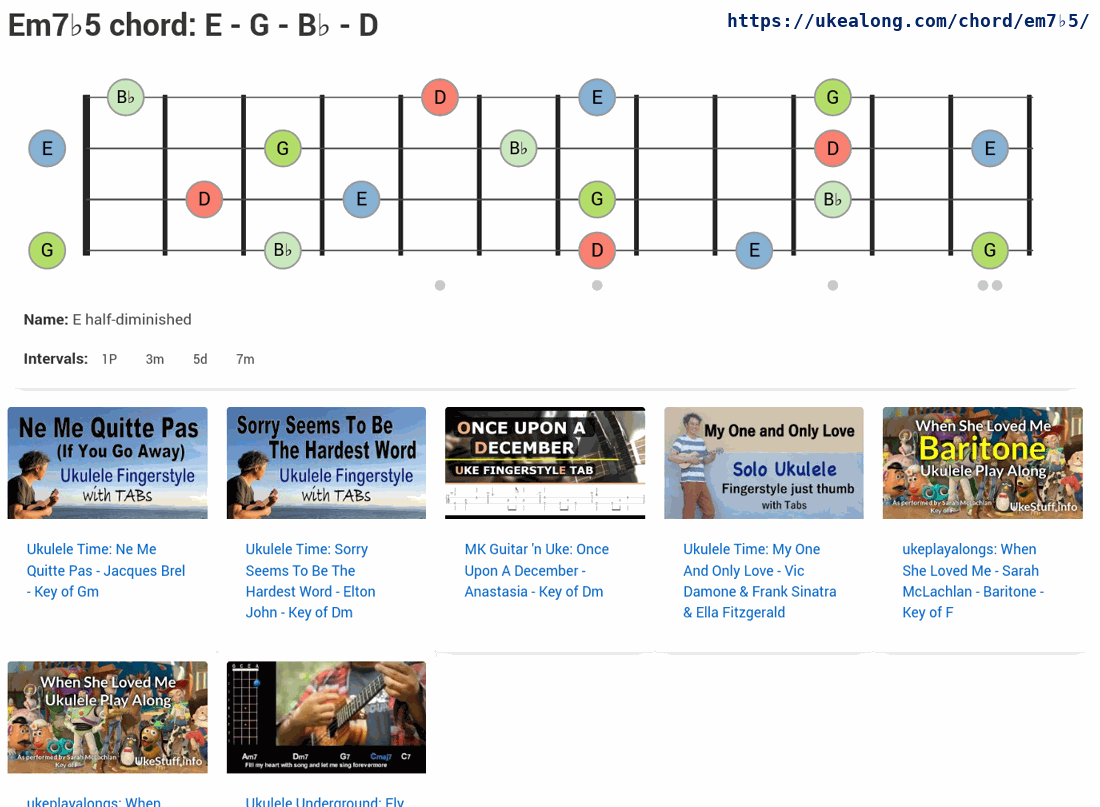 Em7♭5 chord: E - G - B♭ - D
https://ukealong.com/chord/em7♭5/
B♭ D E G
E G B♭ D E
D E G B♭
G B♭ D E G
Name: E half-diminished
Intervals: 1P 3m 5d 7m
Ne Me Quitte Pas
(If You Go Away)
Ukulele Fingerstyle
with TABs
Sorry Seems To Be
The Hardest Word
Ukulele Fingerstyle
with TABs
ONCE UPON A
DECEMBER
UKE FINGERSTYLE TAB
My One and Only Love
Solo Ukulele
Fingerstyle just thumb
with Tabs
When She Loved Me
Baritone
Ukulele Play Along
As performed by Sarah McLachlan
Key of F
UkeStuff.info
Ukulele Time: Ne Me
Quitte Pas - Jacques Brel
- Key of Gm
Ukulele Time: Sorry
Seems To Be The
Hardest Word - Elton
John - Key of Dm
MK Guitar 'n Uke: Once
Upon A December -
Anastasia - Key of Dm
Ukulele Time: My One
And Only Love - Vic
Damone & Frank Sinatra
& Ella Fitzgerald
ukeplayalongs: When
She Loved Me - Sarah
McLachlan - Baritone -
Key of F
When She Loved Me
Ukulele Play Along
As performed by Sarah McLachlan
Key of F
UkeStuff.info
G C E A
Am7 Dm7 G7 Cmaj7 C7
Fill my heart with song and let me sing forevermore
ukeplayalongs: When
Ukulele Underground: Fly